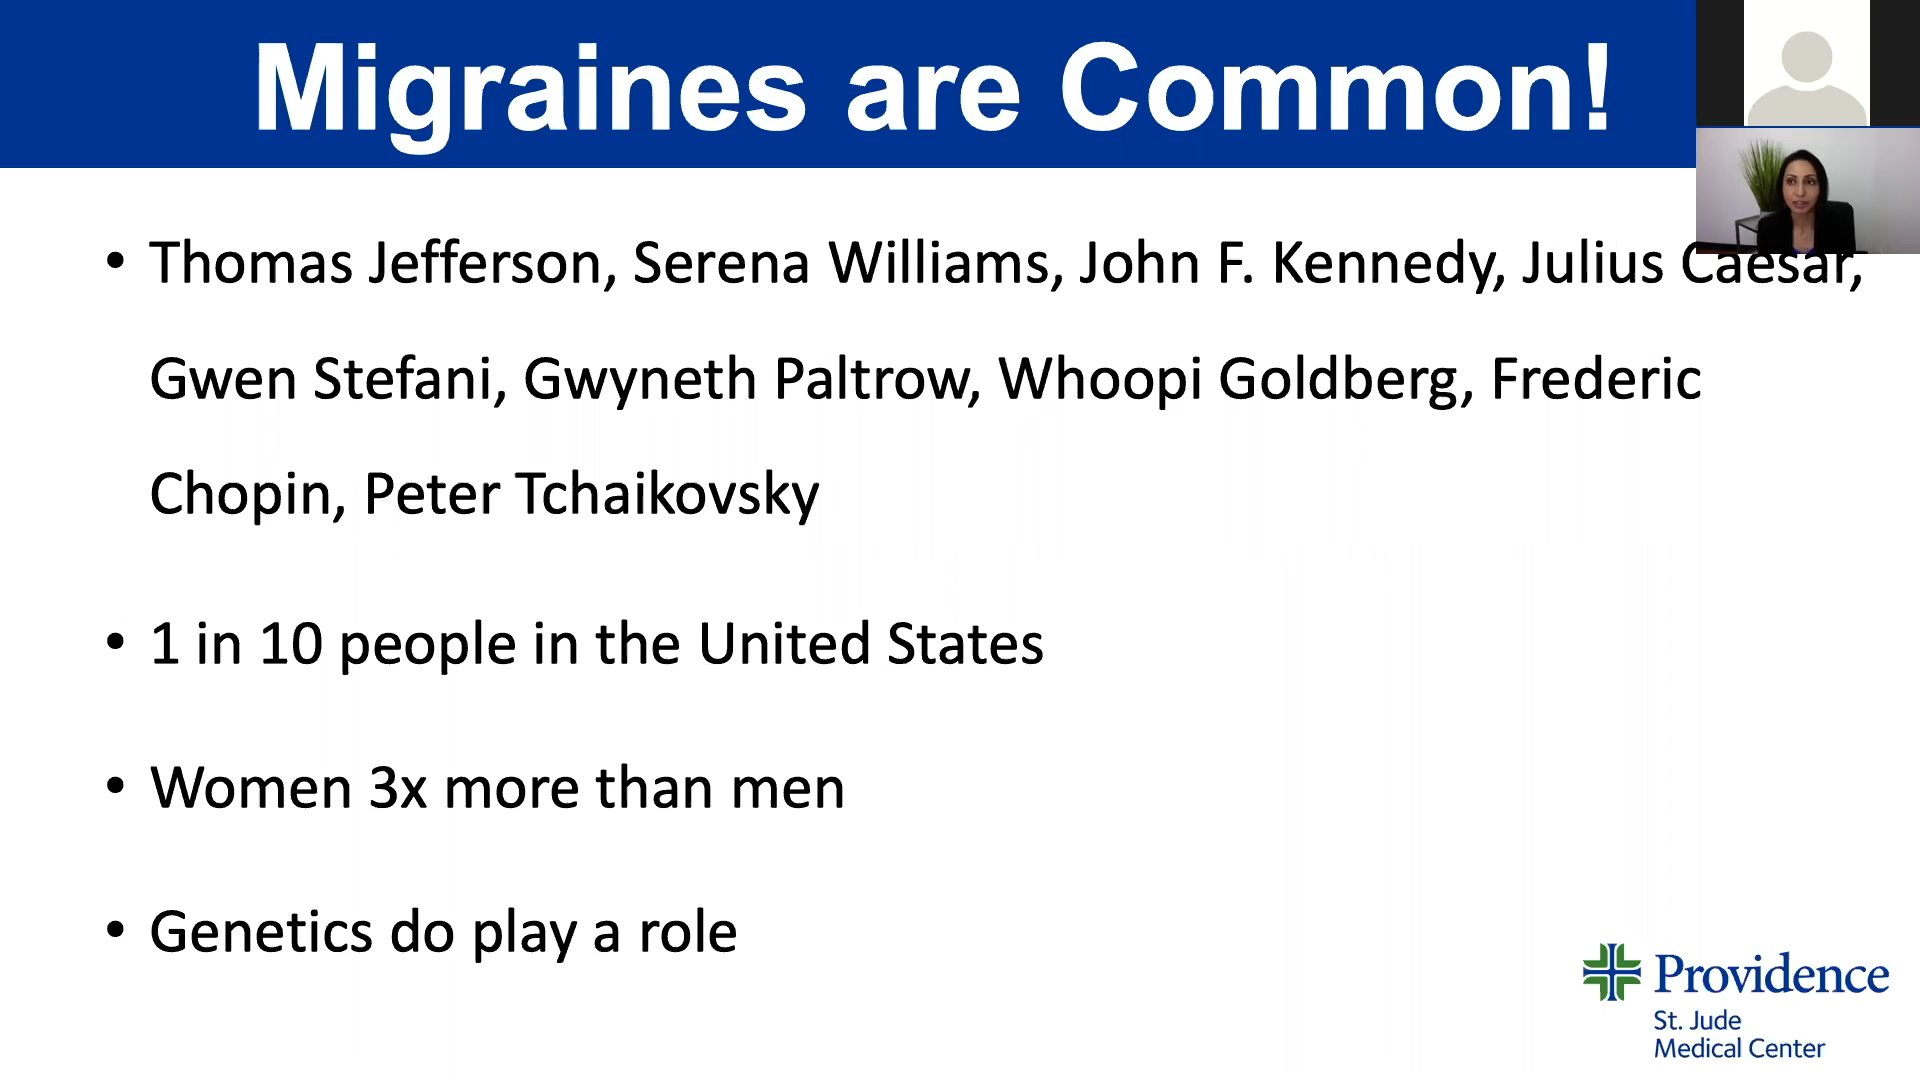 Migraines are Common!
• Thomas Jefferson, Serena Williams, John F. Kennedy, Julius Caesar,
Gwen Stefani, Gwyneth Paltrow, Whoopi Goldberg, Frederic
Chopin, Peter Tchaikovsky
• 1 in 10 people in the United States
• Women 3x more than men
• Genetics do play a role
Providence
St. Jude
Medical Center